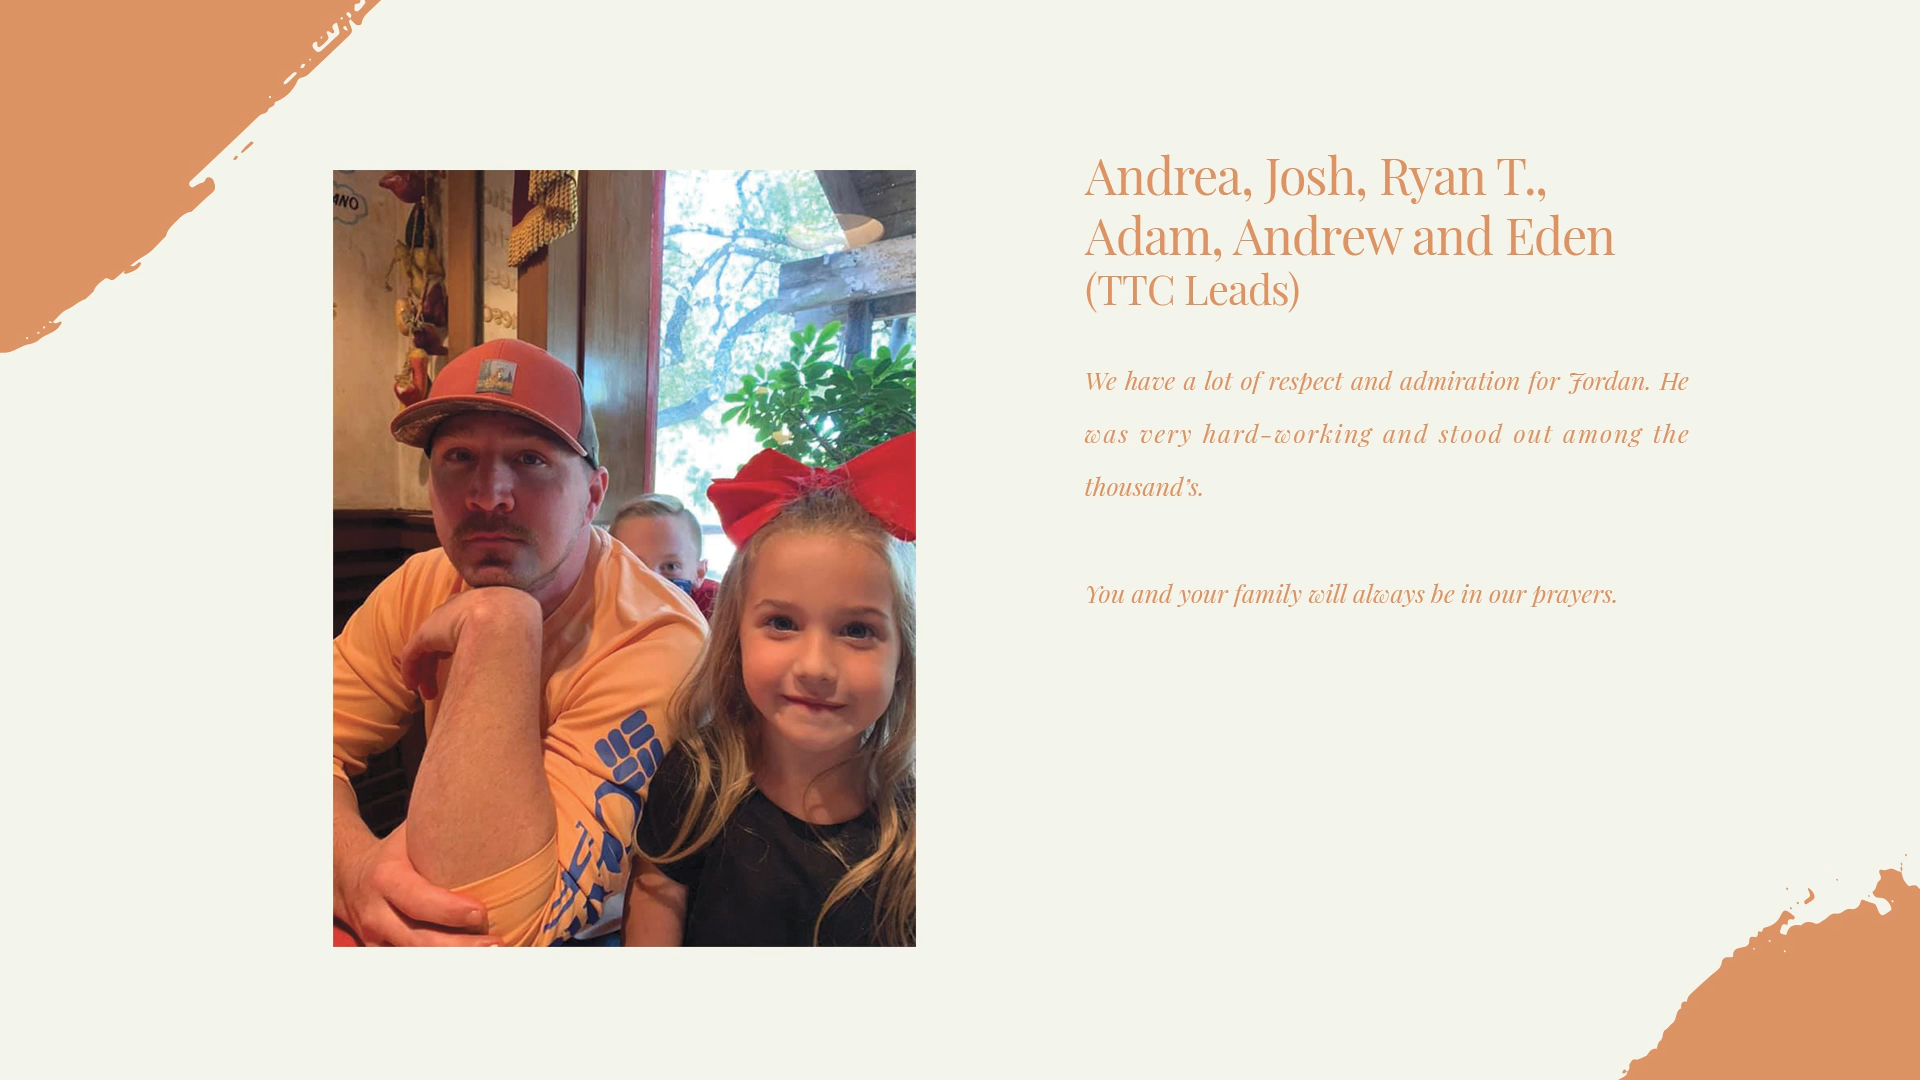 Andrea, Josh, Ryan T.,
Adam, Andrew and Eden
(TTC Leads)
We have a lot of respect and admiration for Jordan. He
was very hard-working and stood out among the
thousand’s.
You and your family will always be in our prayers.
ANO